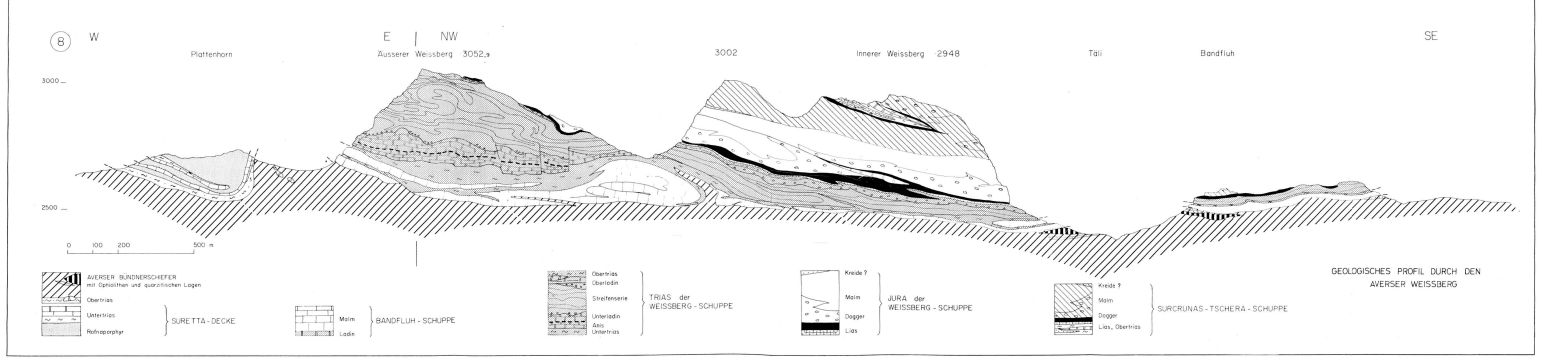 8 W E NW SE
Plattenhorn Äusserer Weissberg 3052,9 3002 Innerer Weissberg 2948 Täli Bandfluh
3000
2500
0 100 200 500 m
AVERSER BÜNDNERSCHIEFER
mit Ophiolithen und quarzitischen Lagen
Obertrias
Untertrias
Rofnaporphyr
SURETTA-DECKE
Malm
Ladin
BANDFLUH-SCHUPPE
Obertrias
Oberladin
Streifenserie
Unterladin
Anis
Untertrias
TRIAS der
WEISSBERG-SCHUPPE
Kreide ?
Malm
Dogger
Lias
JURA der
WEISSBERG-SCHUPPE
Kreide ?
Malm
Dogger
Lias, Obertrias
SURCRUNAS-TSCHERA-SCHUPPE
GEOLOGISCHES PROFIL DURCH DEN
AVERSER WEISSBERG